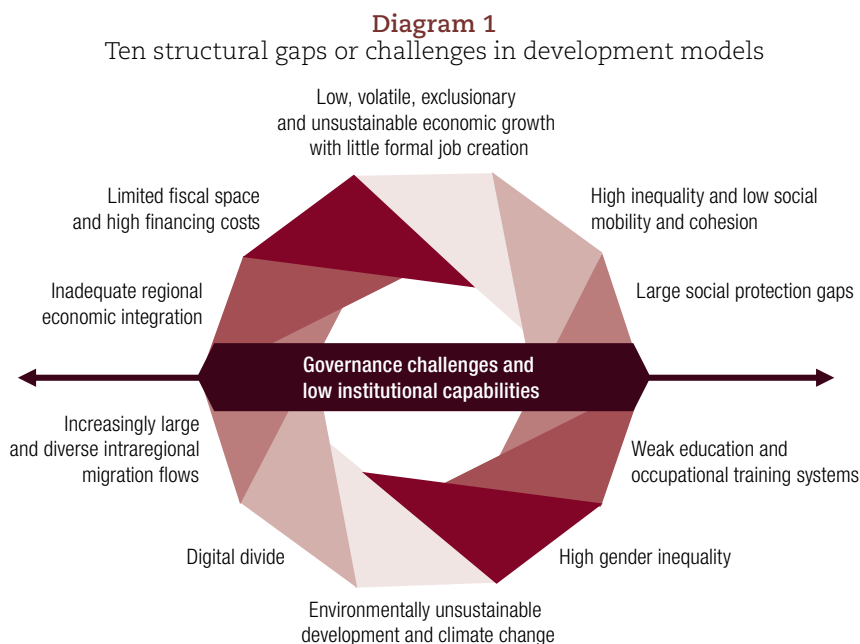 Diagram 1
Ten structural gaps or challenges in development models
Low, volatile, exclusionary
and unsustainable economic growth
with little formal job creation
High inequality and low social
mobility and cohesion
Large social protection gaps
Weak education and
occupational training systems
High gender inequality
Environmentally unsustainable
development and climate change
Digital divide
Increasingly large
and diverse intraregional
migration flows
Inadequate regional
economic integration
Limited fiscal space
and high financing costs
Governance challenges and
low institutional capabilities